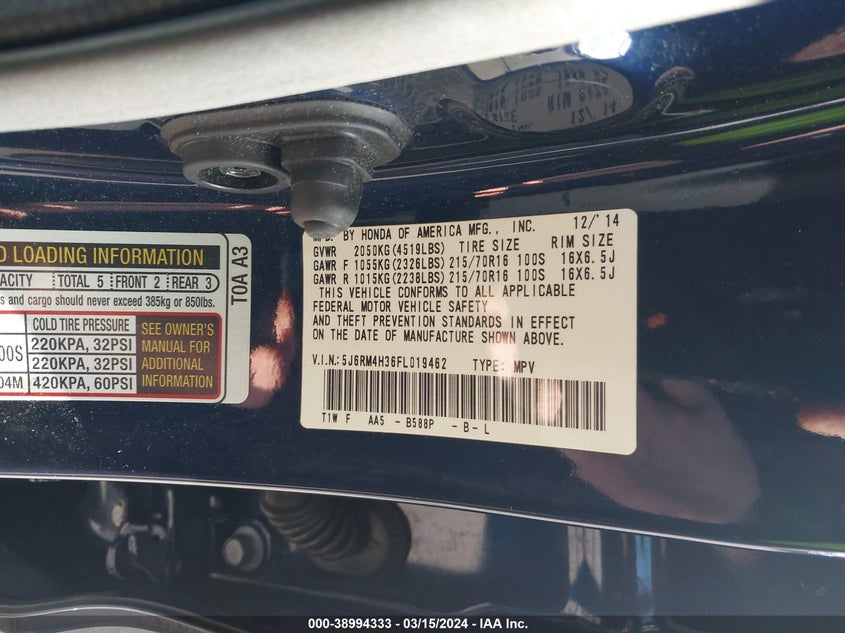 MFD. BY HONDA OF AMERICA MFG., INC. 12/'14
GVWR 2050KG(4519LBS) TIRE SIZE RIM SIZE
GAWR F 1055KG(2326LBS) 215/70R16 100S 16X6.5J
GAWR R 1015KG(2238LBS) 215/70R16 100S 16X6.5J
THIS VEHICLE CONFORMS TO ALL APPLICABLE
FEDERAL MOTOR VEHICLE SAFETY
AND THEFT PREVENTION STANDARDS IN EFFECT
ON THE DATE OF MANUFACTURE SHOWN ABOVE.
V.I.N.: 5J6RM4H36FL019462 TYPE: MPV
T1W F AA5 - B588P - B - L
LOADING INFORMATION
TOTAL 5 FRONT 2 REAR 3
and cargo should never exceed 385kg or 850lbs.
COLD TIRE PRESSURE
220KPA, 32PSI
220KPA, 32PSI
420KPA, 60PSI
SEE OWNER'S
MANUAL FOR
ADDITIONAL
INFORMATION
T0A A3
000-38994333 - 03/15/2024 - IAA Inc.